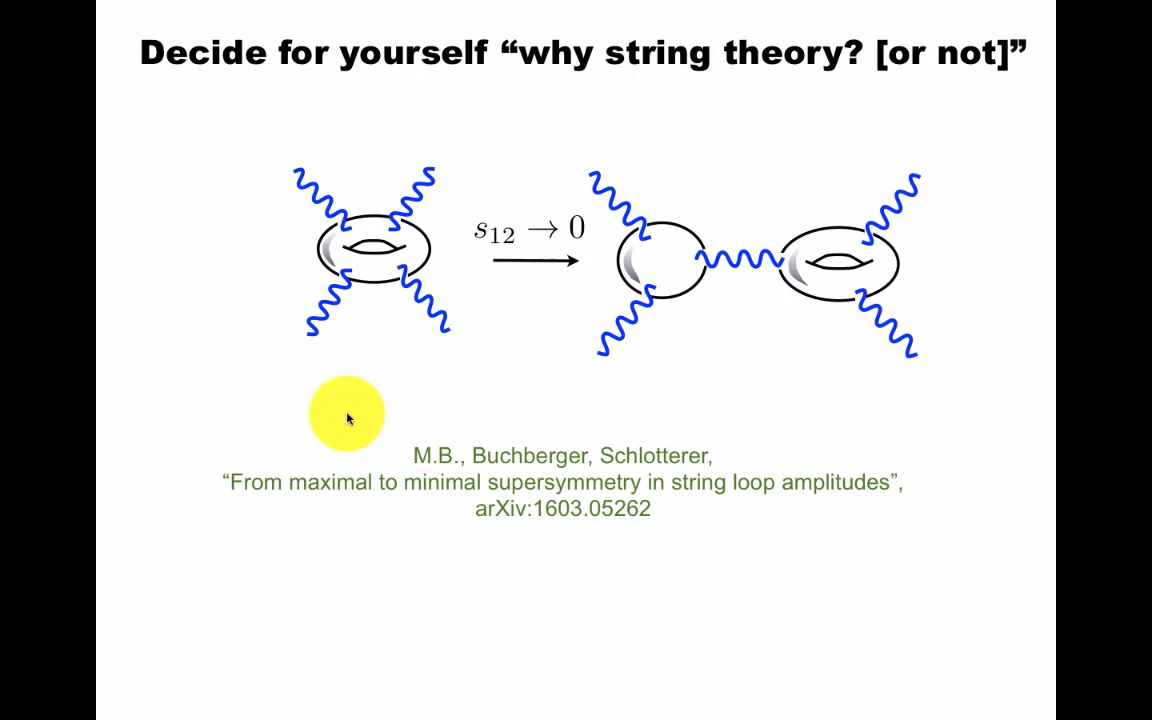 Decide for yourself “why string theory? [or not]”
s₁₂ → 0
M.B., Buchberger, Schlotterer,
“From maximal to minimal supersymmetry in string loop amplitudes”,
arXiv:1603.05262